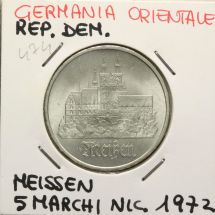 GERMANIA ORIENTALE
REP. DEM.
474
Meißen
MEISSEN
5 MARCHI NIC. 1972